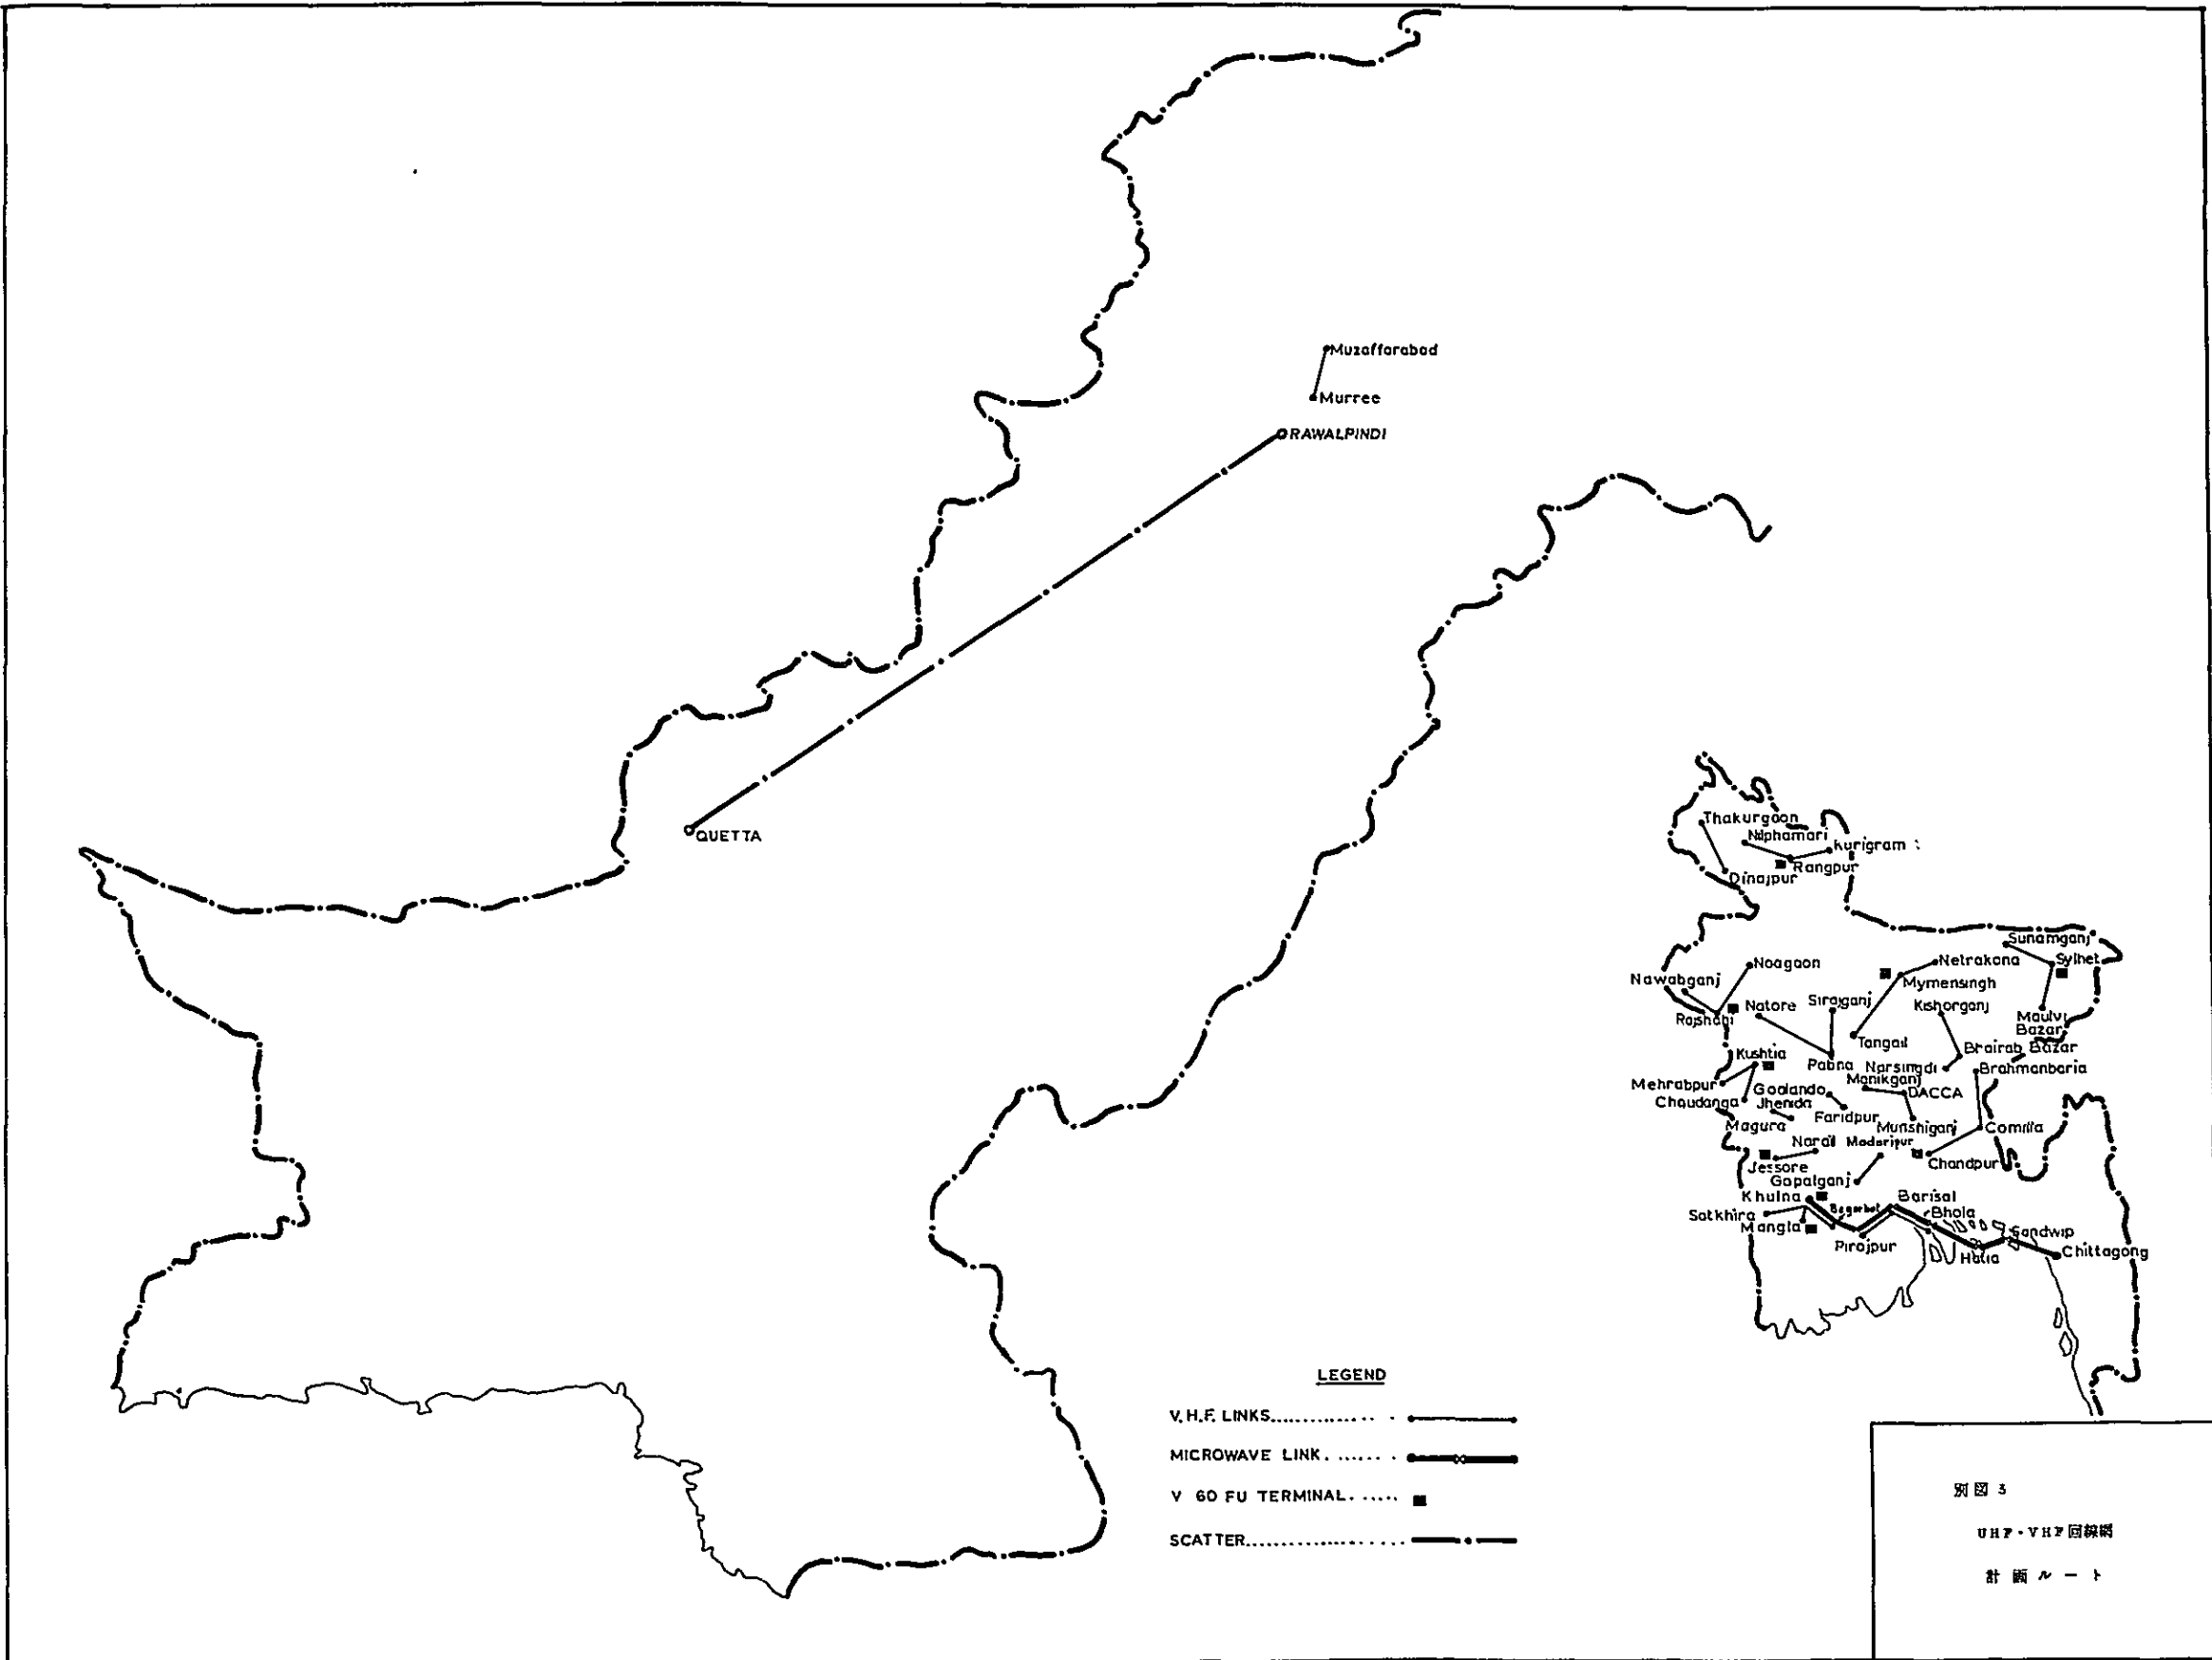 Muzaffarabad
Murree
RAWALPINDI
QUETTA
Thakurgaon
Nilphamari
Kurigram
Rangpur
Dinajpur
Sunamganj
Sylhet
Netrakona
Noagaon
Nawabganj
Mymensingh
Sirajganj
Kishorganj
Natore
Rajshahi
Maulvi
Bazar
Tangail
Kushtia
Brairab Bazar
Pabna
Narsingdi
Brahmanbaria
Mehrabpur
Manikganj
Goalando
DACCA
Chaudanga
Jhenida
Faridpur
Magura
Munshiganj
Comilla
Narail
Madaripur
Jessore
Chandpur
Gopalganj
Khulna
Barisal
Bagerhat
Satkhira
Bhola
Mangla
Sandwip
Pirojpur
Hatia
Chittagong
LEGEND
V.H.F. LINKS
MICROWAVE LINK
V 60 FU TERMINAL
SCATTER
別図 3
UHF・VHF回線網
計画ルート